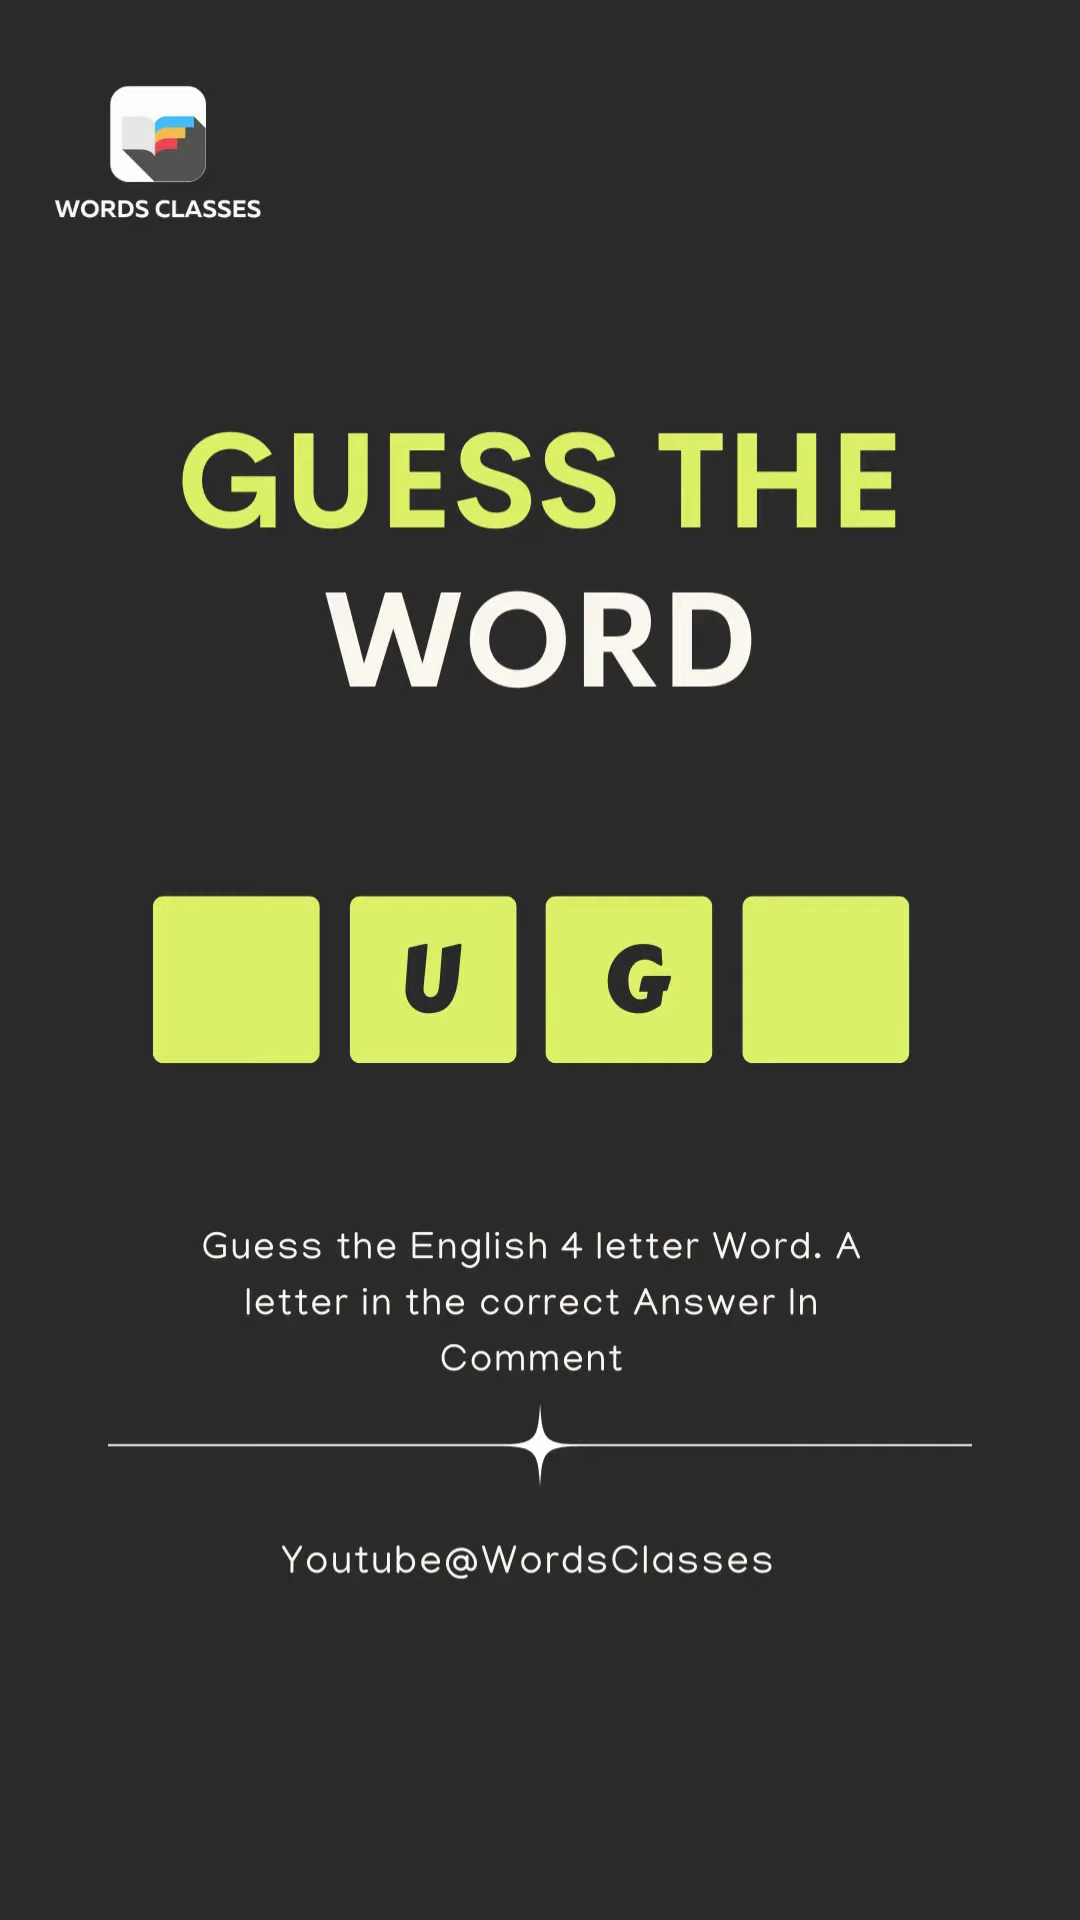 WORDS CLASSES
GUESS THE
WORD
U G
Guess the English 4 letter Word. A
letter in the correct Answer In
Comment
Youtube@WordsClasses